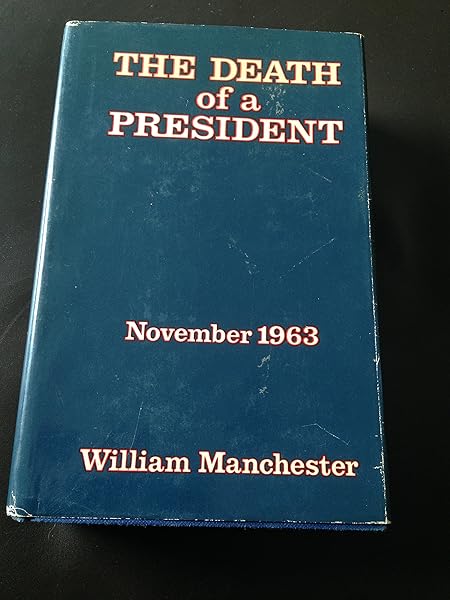 THE DEATH
of a
PRESIDENT
November 1963
William Manchester